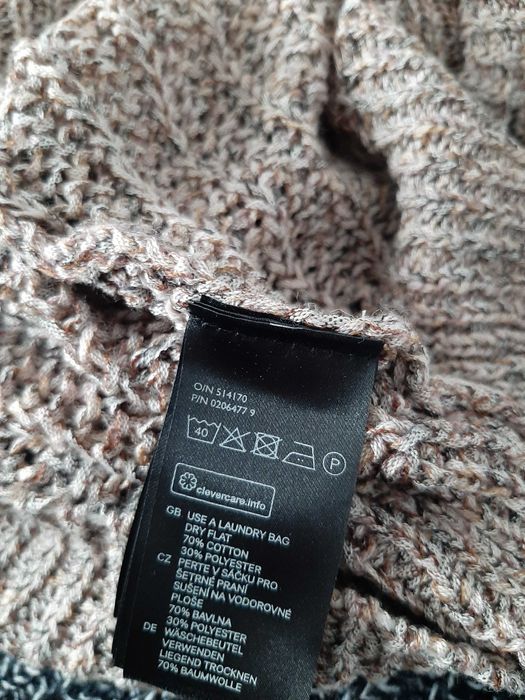 O/N 514170
P/N 0206477 9
40 P
clevercare.info
GB USE A LAUNDRY BAG
DRY FLAT
70% COTTON
30% POLYESTER
CZ PERTE V SÁČKU PRO
ŠETRNÉ PRANÍ
SUŠENÍ NA VODOROVNÉ
PLOŠE
70% BAVLNA
30% POLYESTER
DE WÄSCHEBEUTEL
VERWENDEN
LIEGEND TROCKNEN
70% BAUMWOLLE